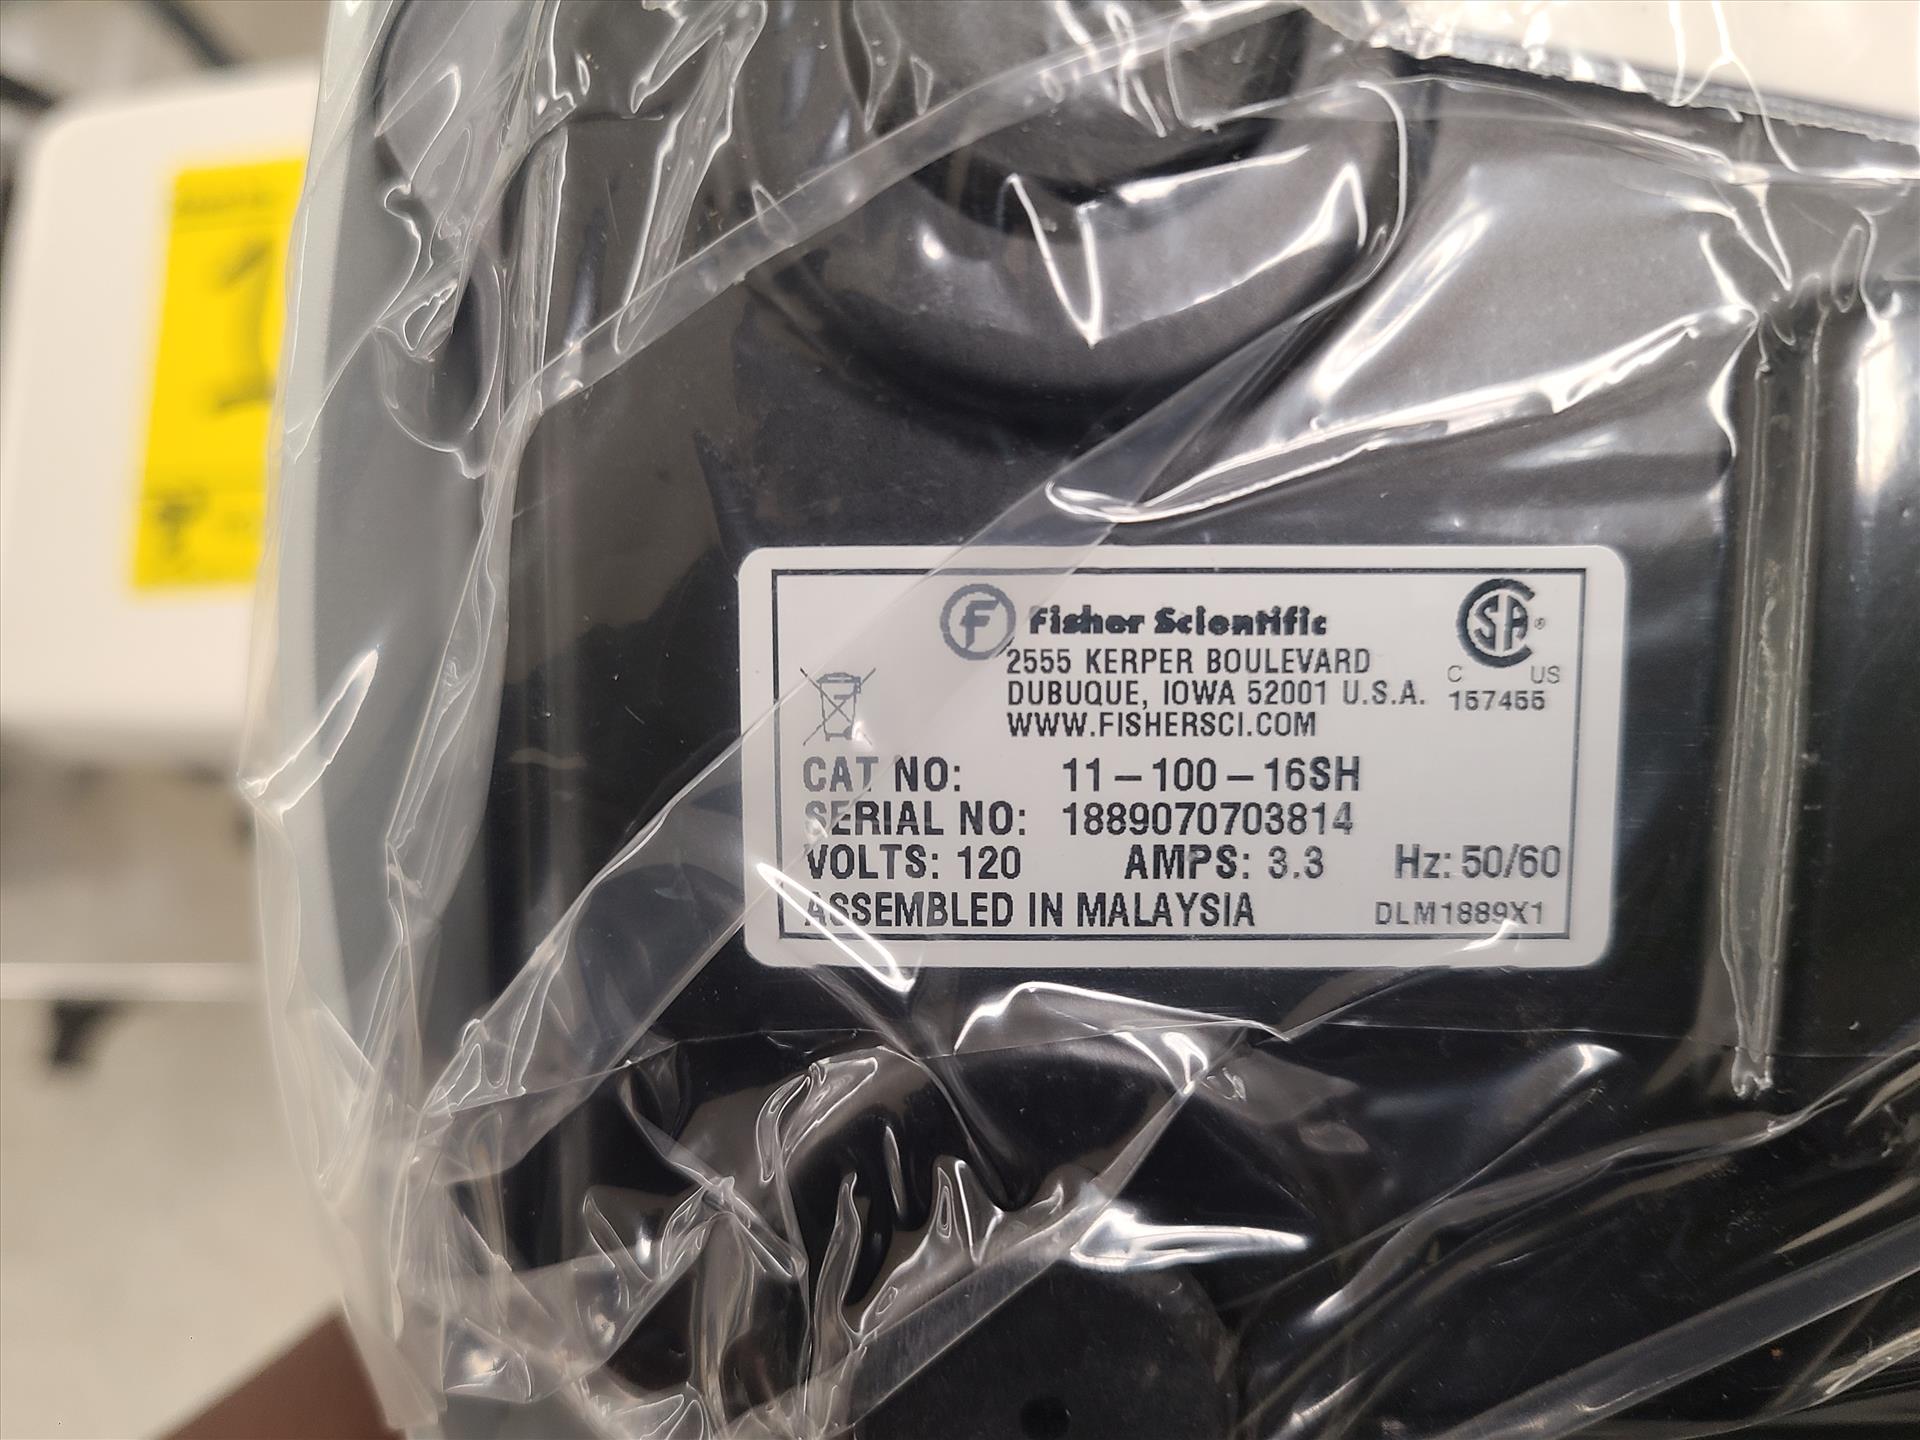 F Fisher Scientific
2555 KERPER BOULEVARD
DUBUQUE, IOWA 52001 U.S.A.
WWW.FISHERSCI.COM
SA ®
C US
157455
CAT NO: 11-100-16SH
SERIAL NO: 1889070703814
VOLTS: 120 AMPS: 3.3 Hz: 50/60
ASSEMBLED IN MALAYSIA DLM1889X1